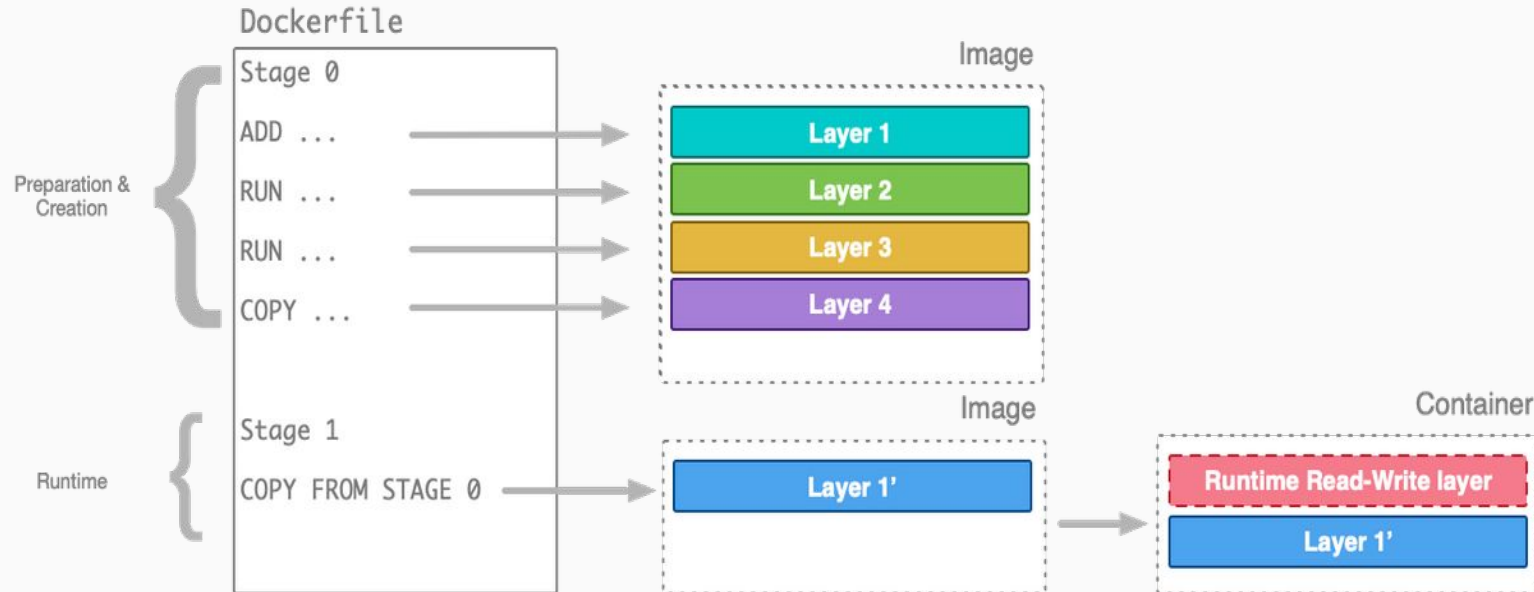 Dockerfile
Stage 0
ADD ...
RUN ...
RUN ...
COPY ...
Preparation &
Creation
Image
Layer 1
Layer 2
Layer 3
Layer 4
Stage 1
COPY FROM STAGE 0
Runtime
Image
Layer 1’
Container
Runtime Read-Write layer
Layer 1’